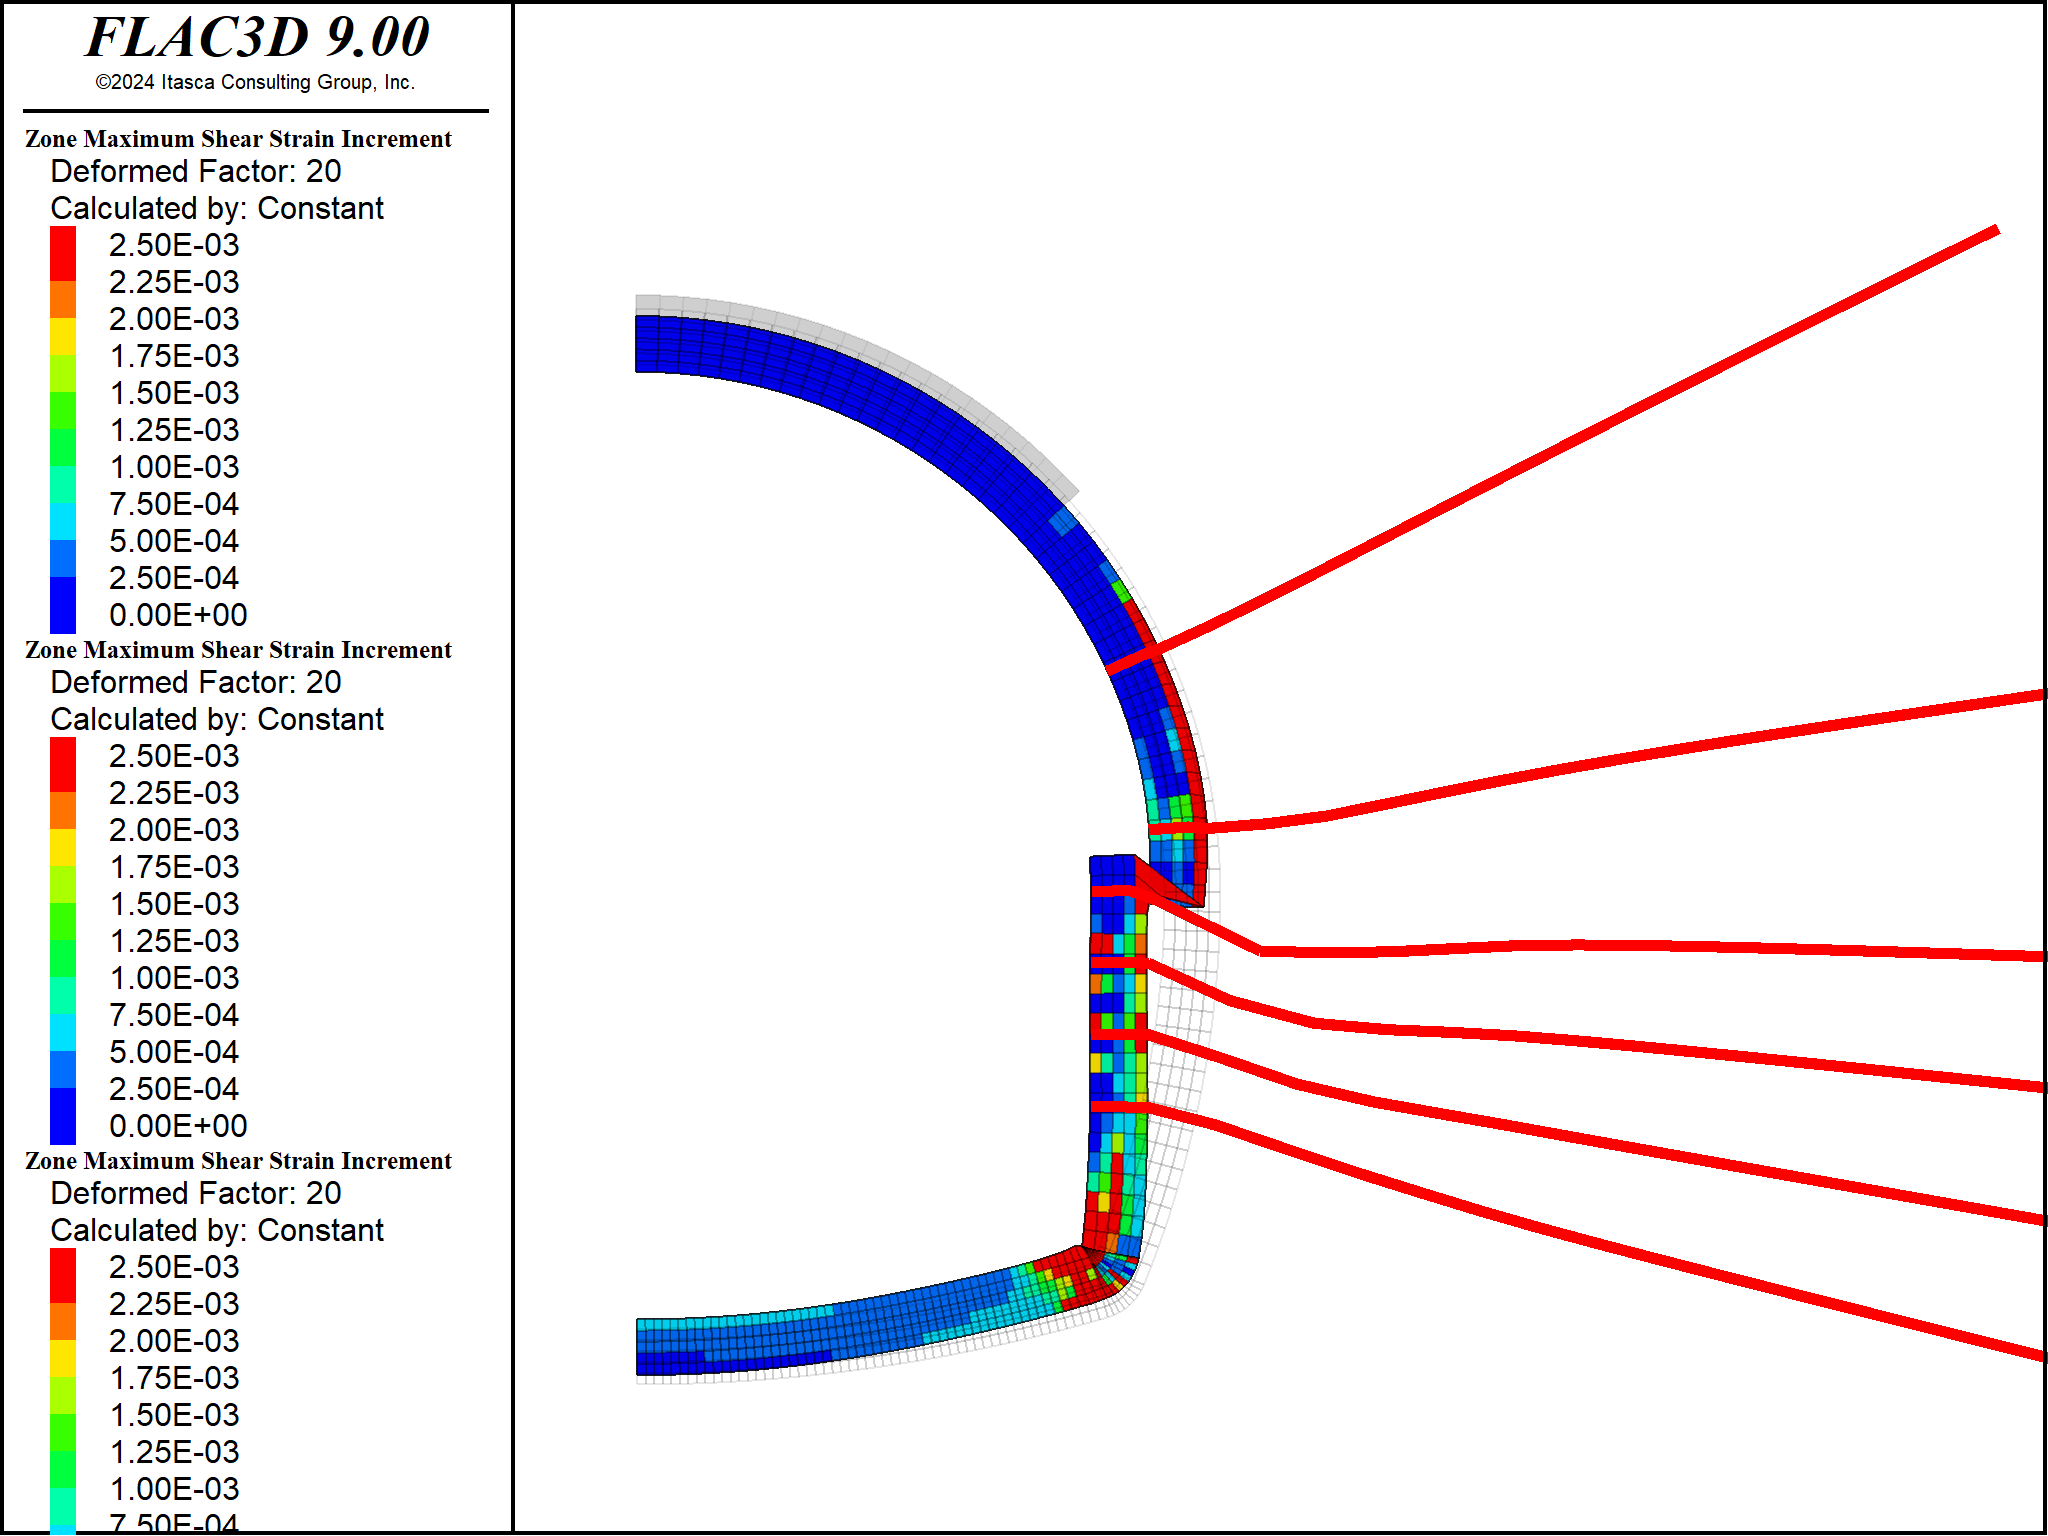 FLAC3D 9.00
©2024 Itasca Consulting Group, Inc.
Zone Maximum Shear Strain Increment
Deformed Factor: 20
Calculated by: Constant
2.50E-03
2.25E-03
2.00E-03
1.75E-03
1.50E-03
1.25E-03
1.00E-03
7.50E-04
5.00E-04
2.50E-04
0.00E+00
Zone Maximum Shear Strain Increment
Deformed Factor: 20
Calculated by: Constant
2.50E-03
2.25E-03
2.00E-03
1.75E-03
1.50E-03
1.25E-03
1.00E-03
7.50E-04
5.00E-04
2.50E-04
0.00E+00
Zone Maximum Shear Strain Increment
Deformed Factor: 20
Calculated by: Constant
2.50E-03
2.25E-03
2.00E-03
1.75E-03
1.50E-03
1.25E-03
1.00E-03
7.50E-04